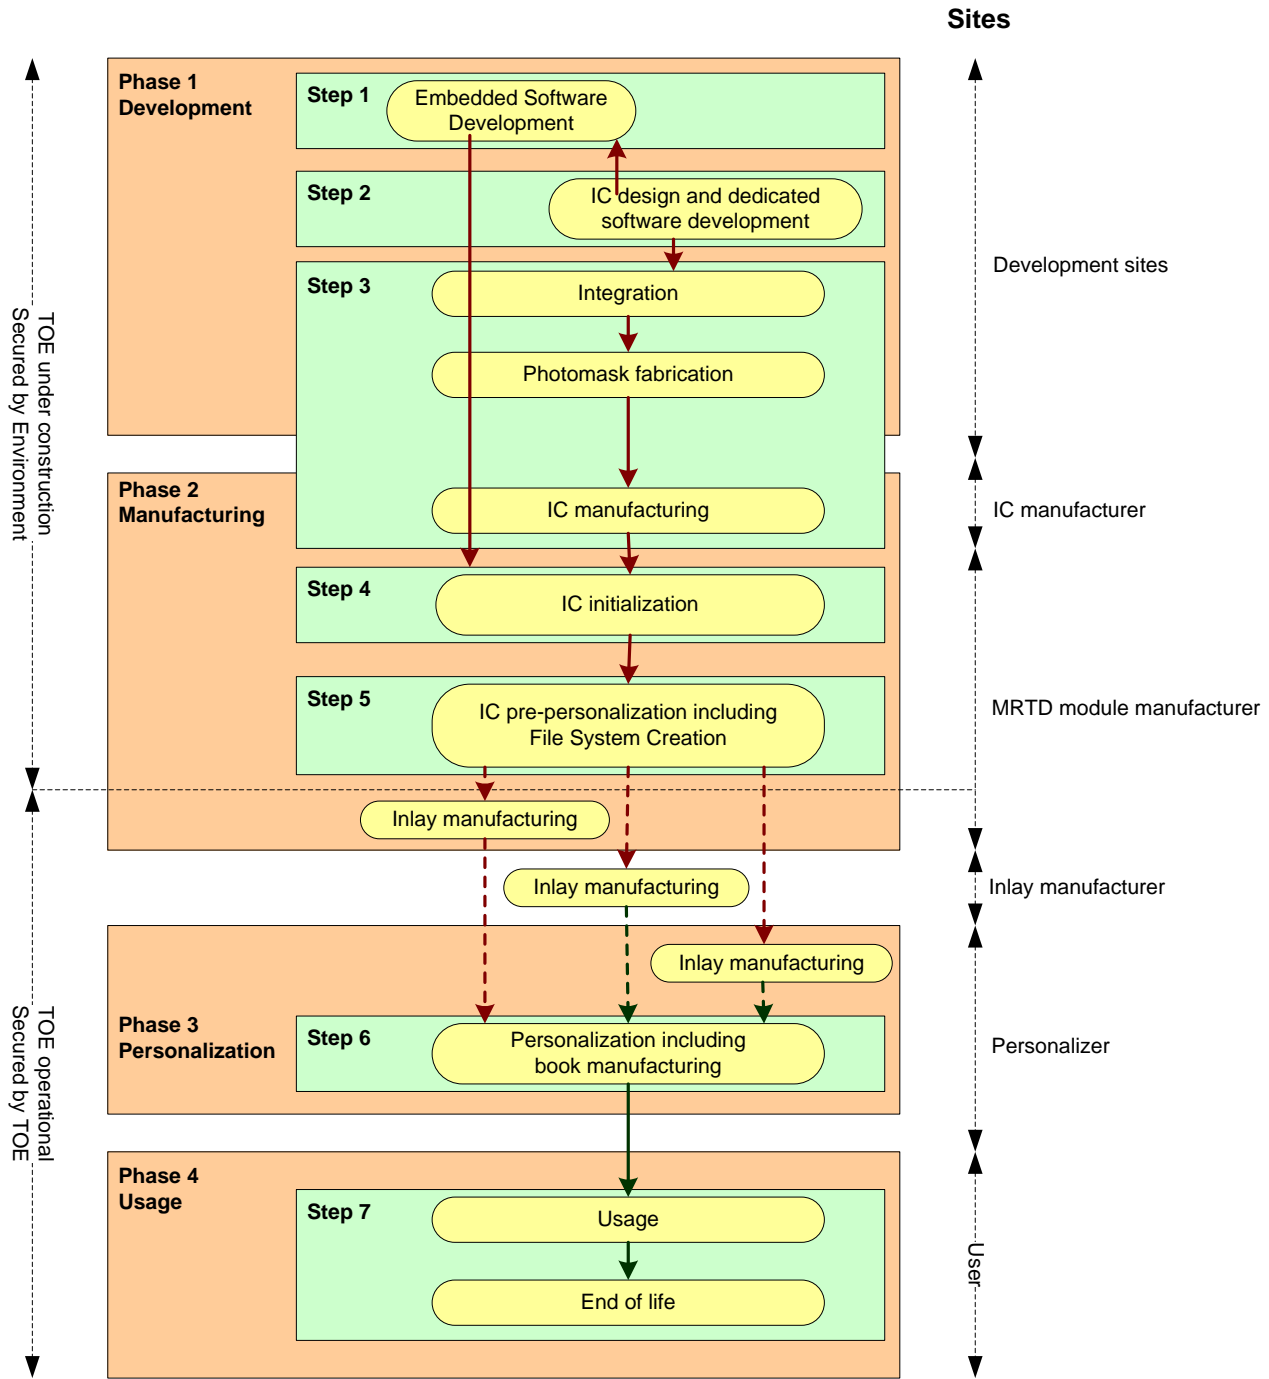 Sites
Phase 1
Development
Step 1
Embedded Software
Development
Step 2
IC design and dedicated
software development
Development sites
Step 3
Integration
TOE under construction
Secured by Environment
Photomask fabrication
Phase 2
Manufacturing
IC manufacturing
IC manufacturer
Step 4
IC initialization
Step 5
IC pre-personalization including
File System Creation
MRTD module manufacturer
Inlay manufacturing
Inlay manufacturing
Inlay manufacturer
Inlay manufacturing
TOE operational
Secured by TOE
Phase 3
Personalization
Step 6
Personalization including
book manufacturing
Personalizer
Phase 4
Usage
Step 7
Usage
User
End of life